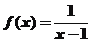 f(x) = 1/(x−1)